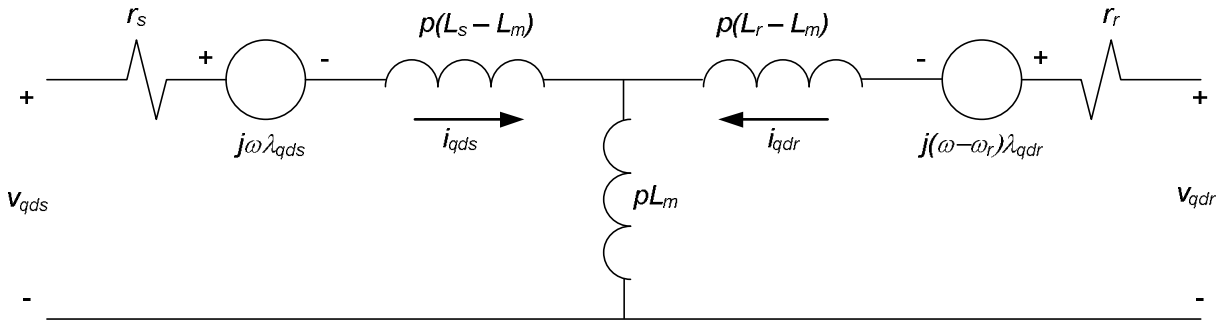 r_s
p(L_s – L_m)
p(L_r – L_m)
r_r
+ - - +
+ +
jωλ_qds
i_qds
i_qdr
j(ω–ω_r)λ_qdr
v_qds
pL_m
v_qdr
- -